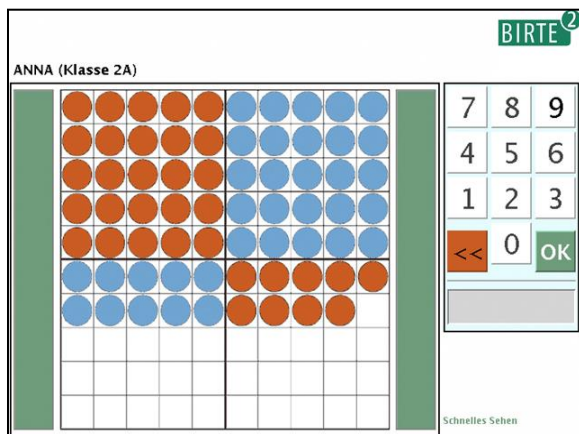 BIRTE 2
ANNA (Klasse 2A)
7 8 9
4 5 6
1 2 3
<< 0 OK
Schnelles Sehen